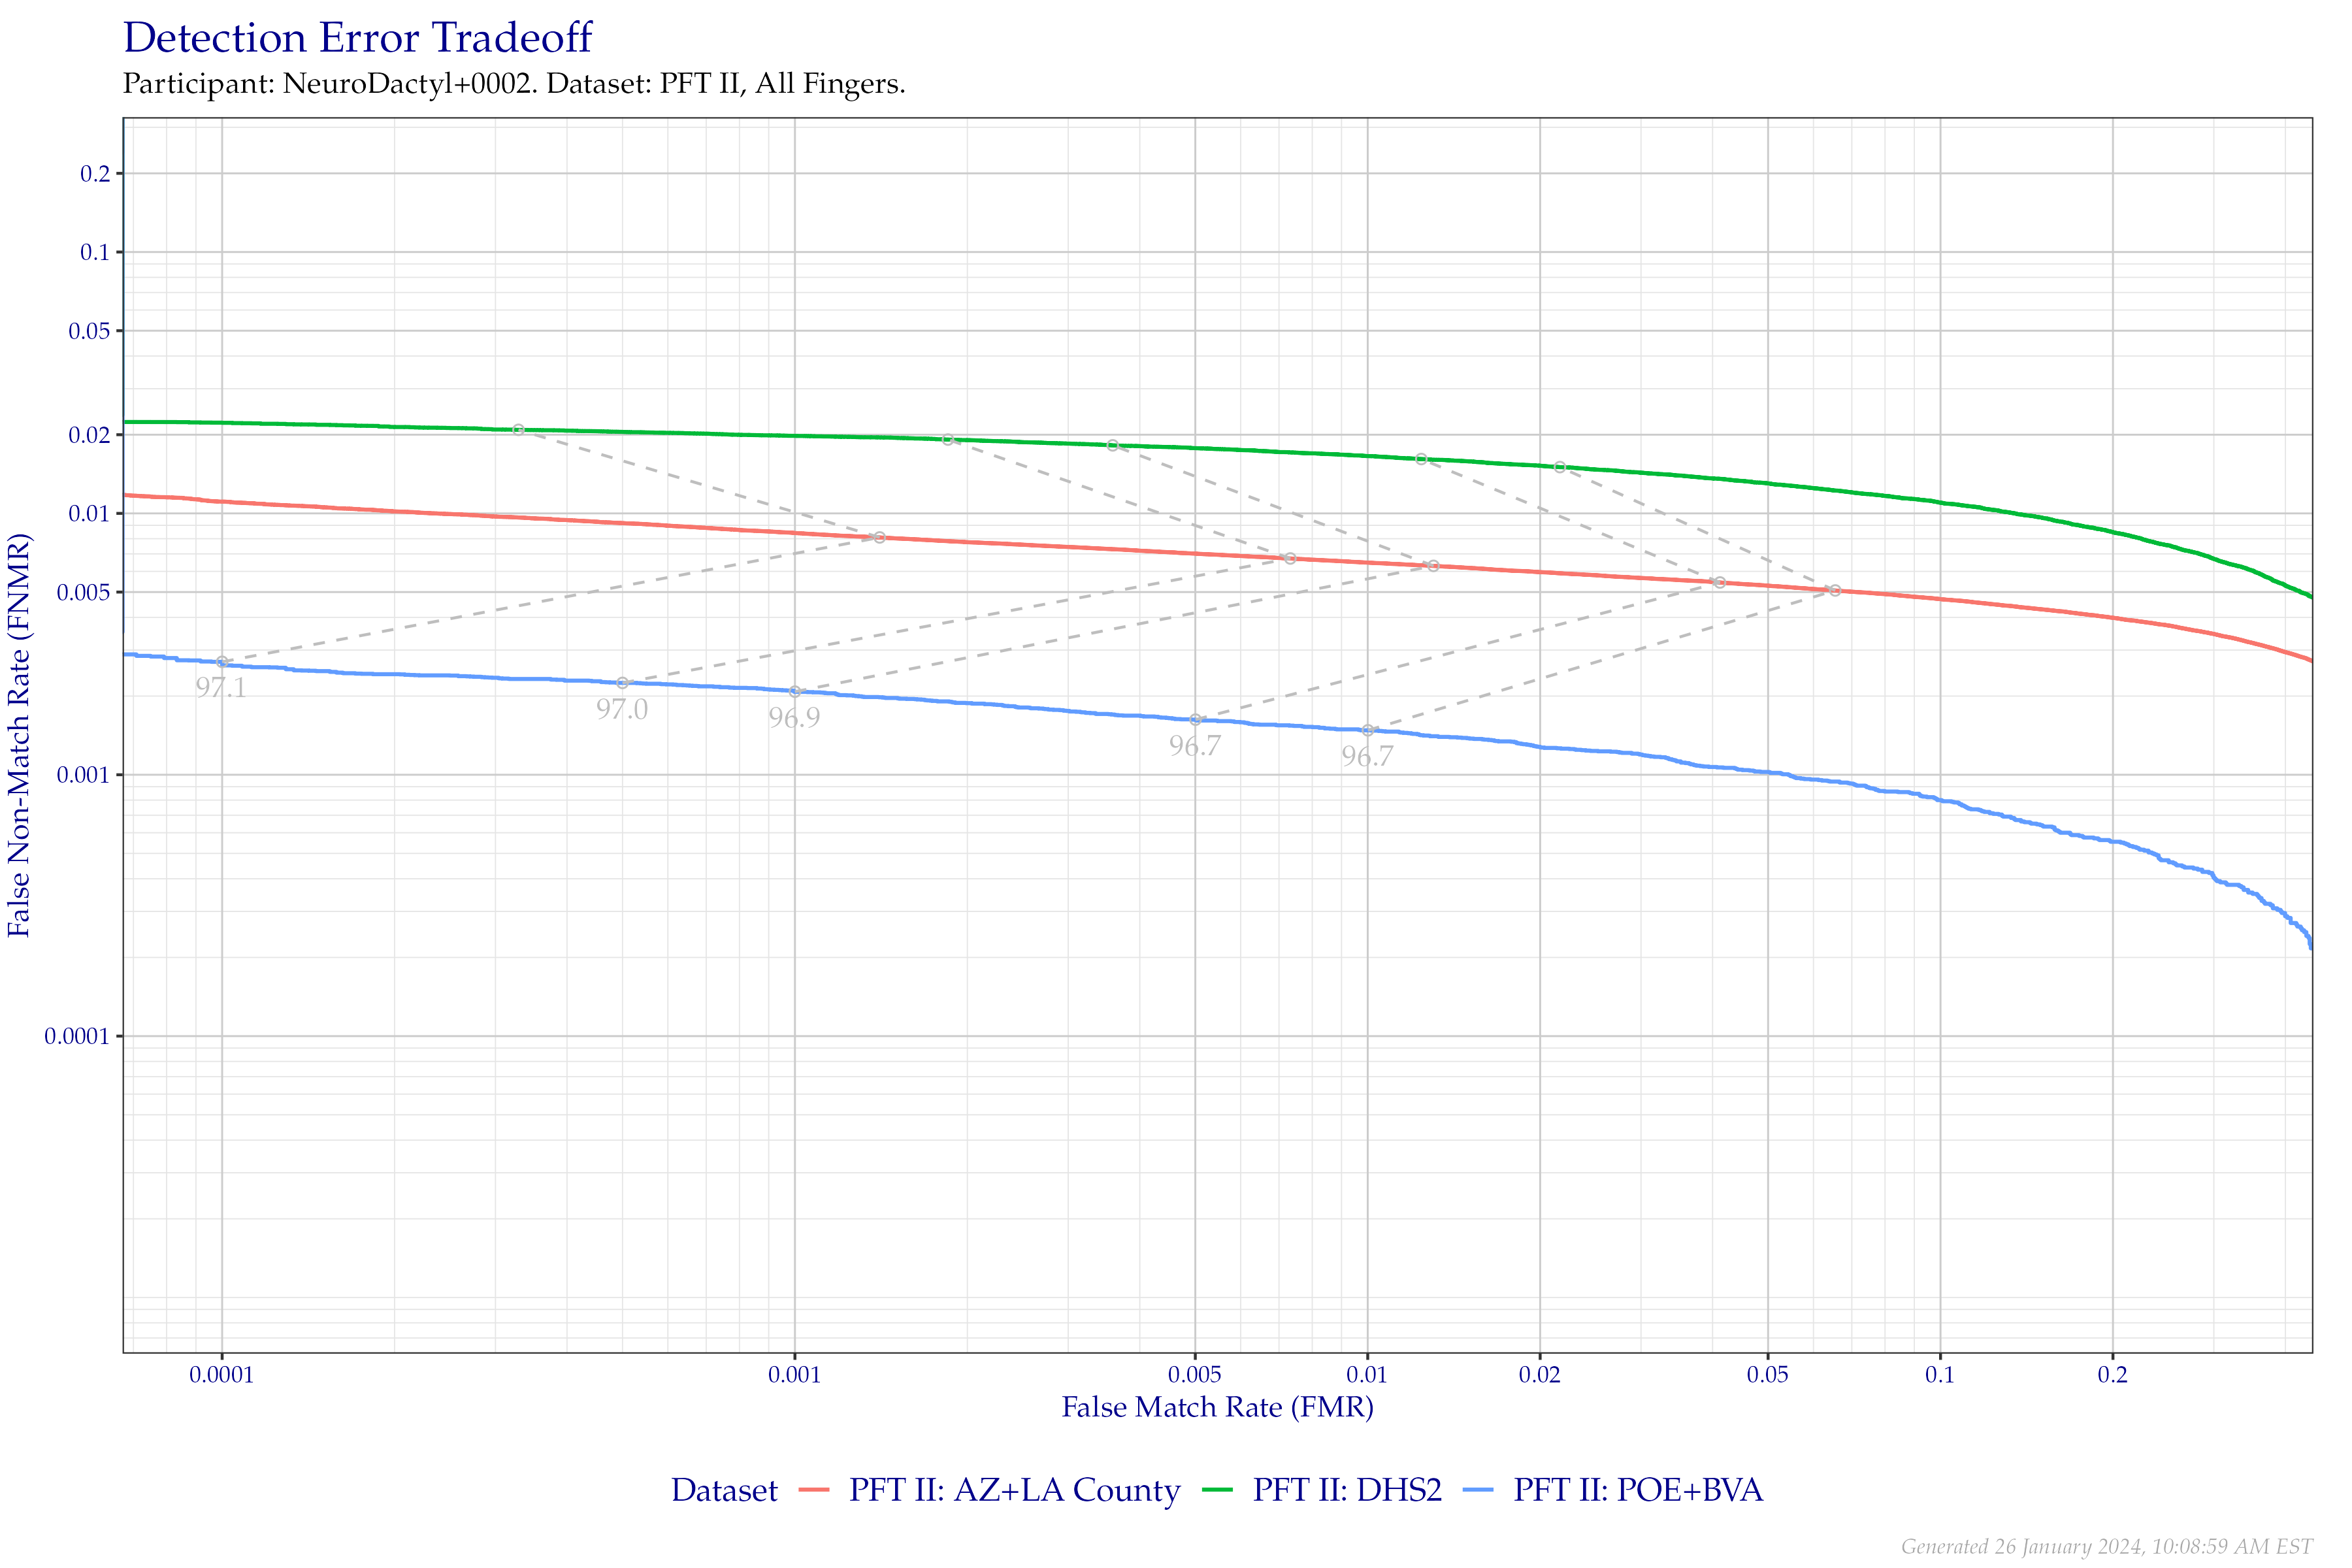 Detection Error Tradeoff
Participant: NeuroDactyl+0002. Dataset: PFT II, All Fingers.
False Non-Match Rate (FNMR)
0.2
0.1
0.05
0.02
0.01
0.005
0.001
0.0001
97.1
97.0
96.9
96.7
96.7
0.0001 0.001 0.005 0.01 0.02 0.05 0.1 0.2
False Match Rate (FMR)
Dataset PFT II: AZ+LA County PFT II: DHS2 PFT II: POE+BVA
Generated 26 January 2024, 10:08:59 AM EST